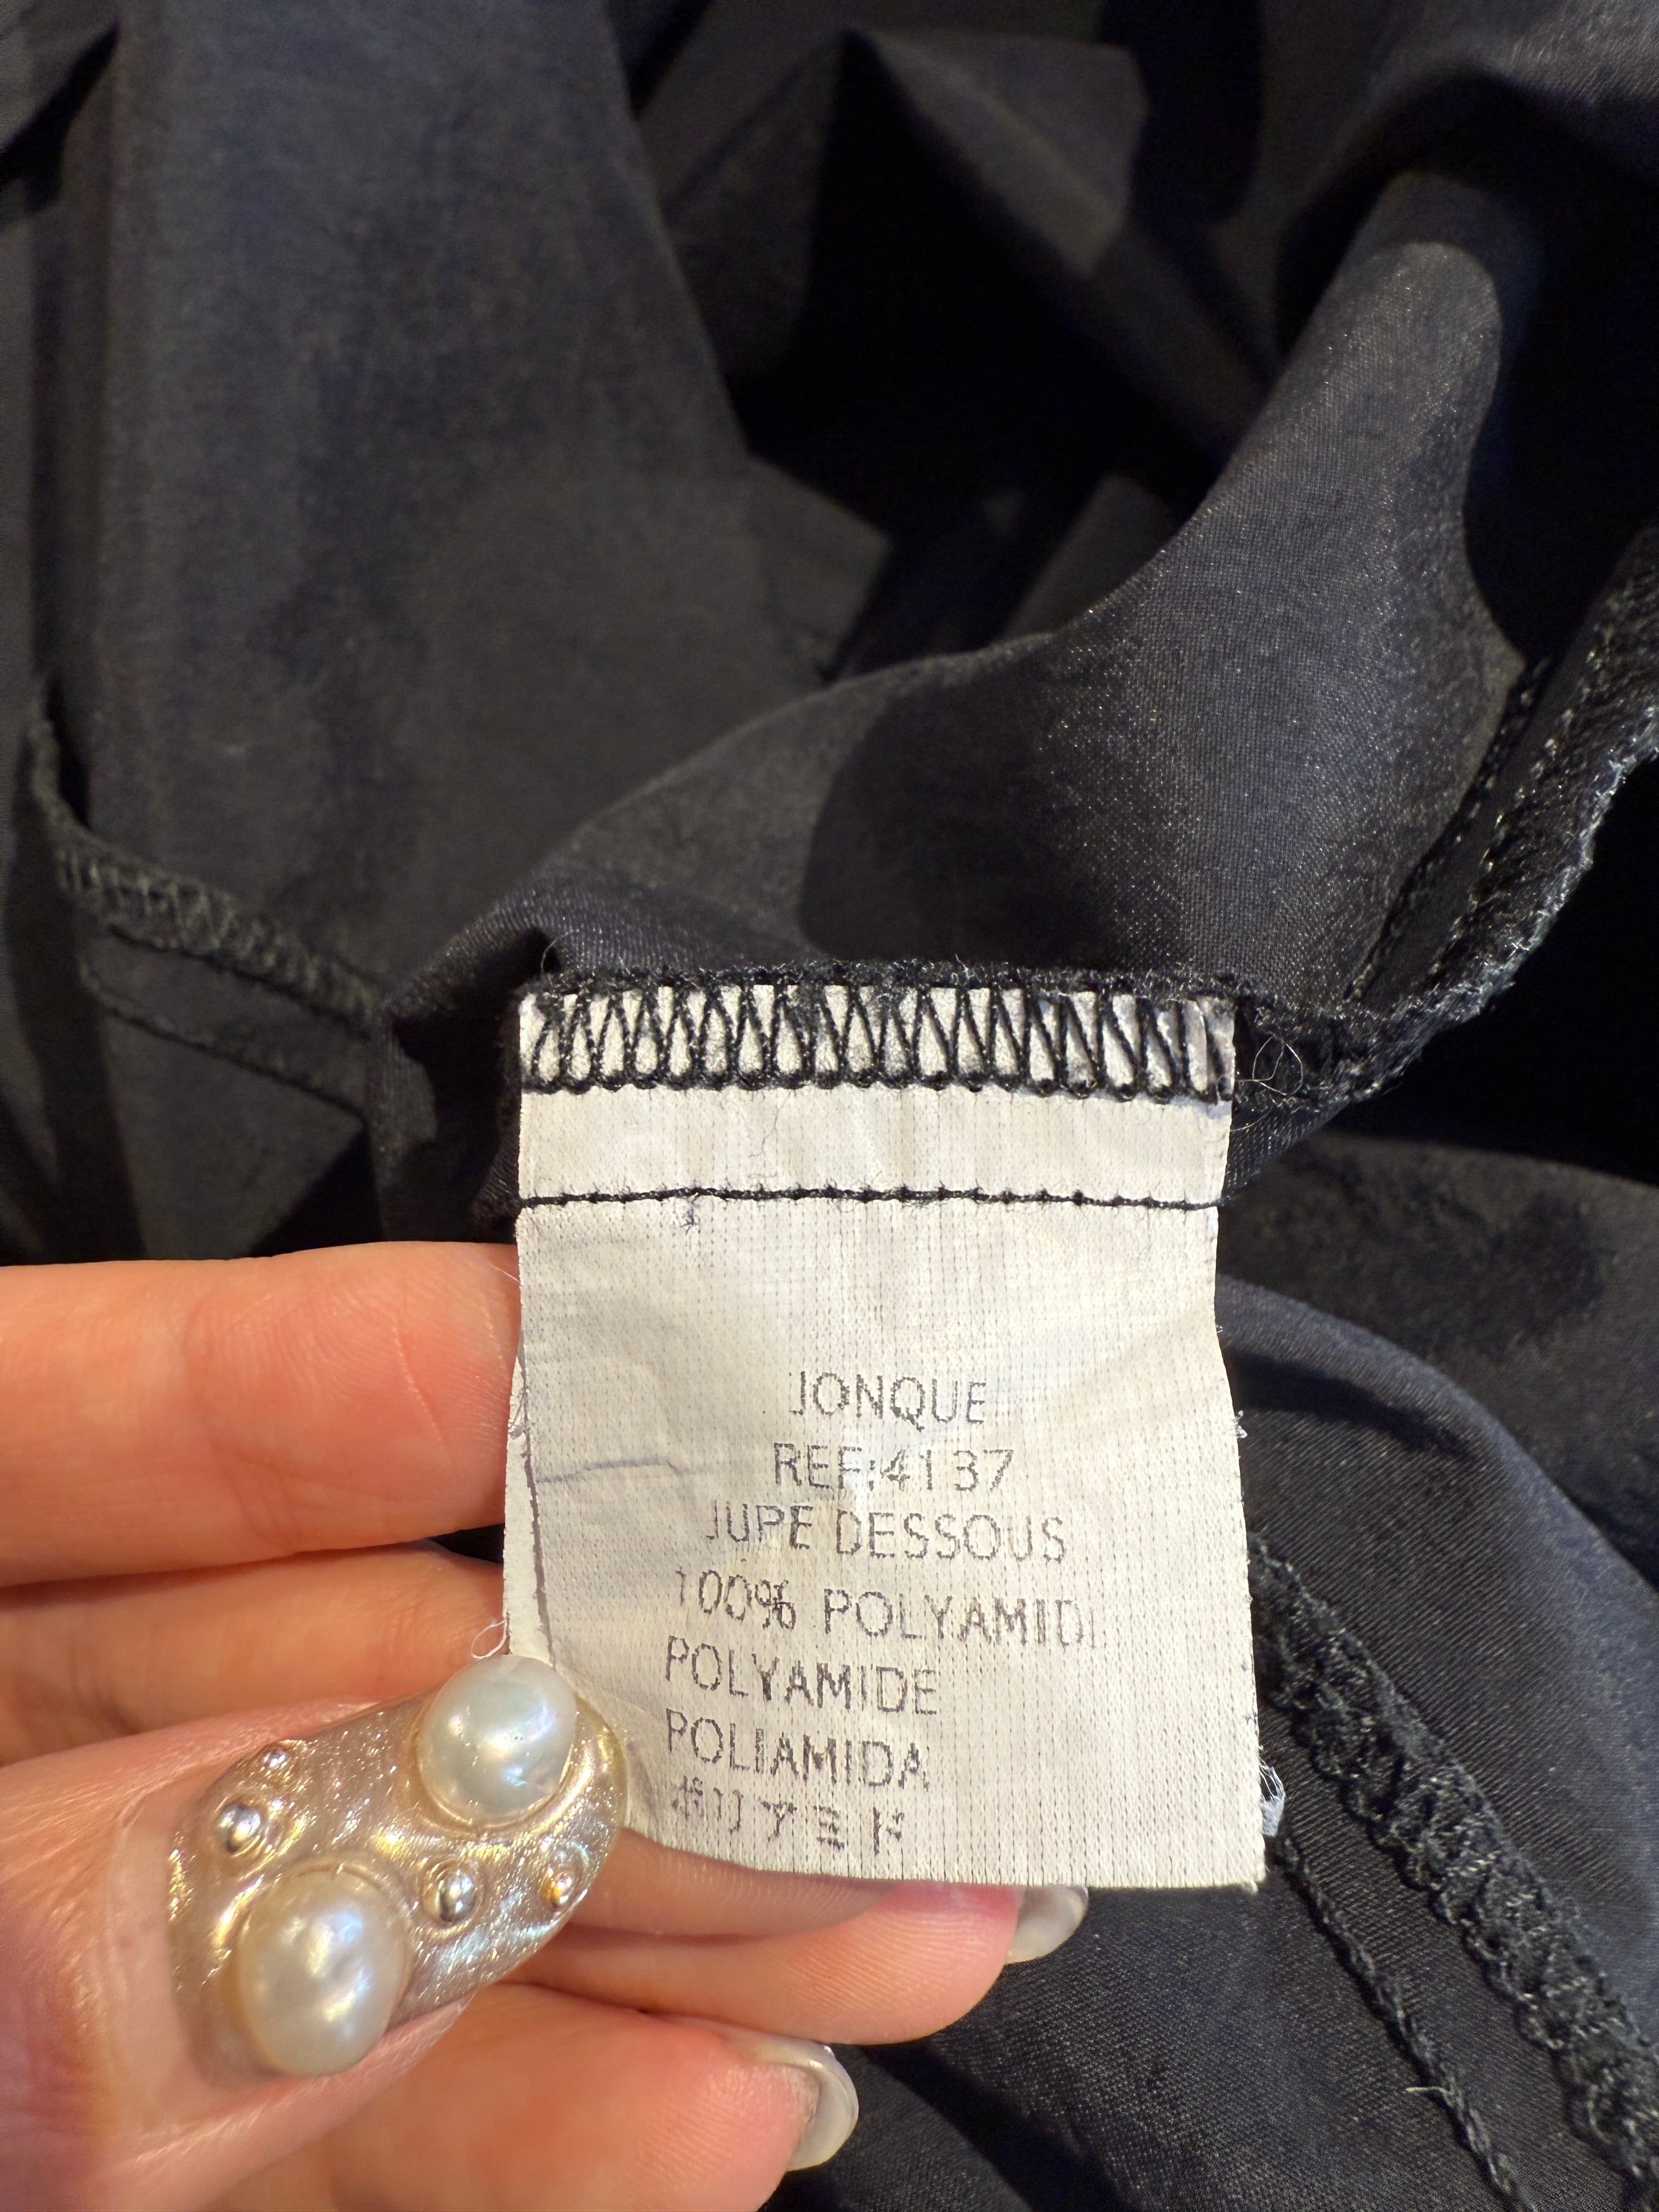 JONQUE
REF:4137
JUPE DESSOUS
100% POLYAMIDE
POLYAMIDE
POLIAMIDA
ポリアミド